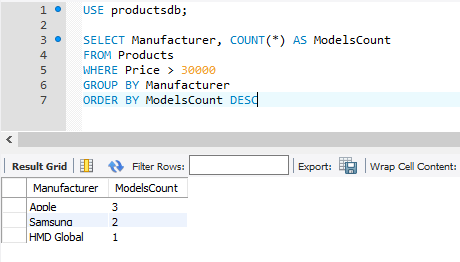 1 USE productsdb;
2
3 SELECT Manufacturer, COUNT(*) AS ModelsCount
4 FROM Products
5 WHERE Price > 30000
6 GROUP BY Manufacturer
7 ORDER BY ModelsCount DESC
Result Grid Filter Rows: Export: Wrap Cell Content:
Manufacturer ModelsCount
Apple 3
Samsung 2
HMD Global 1